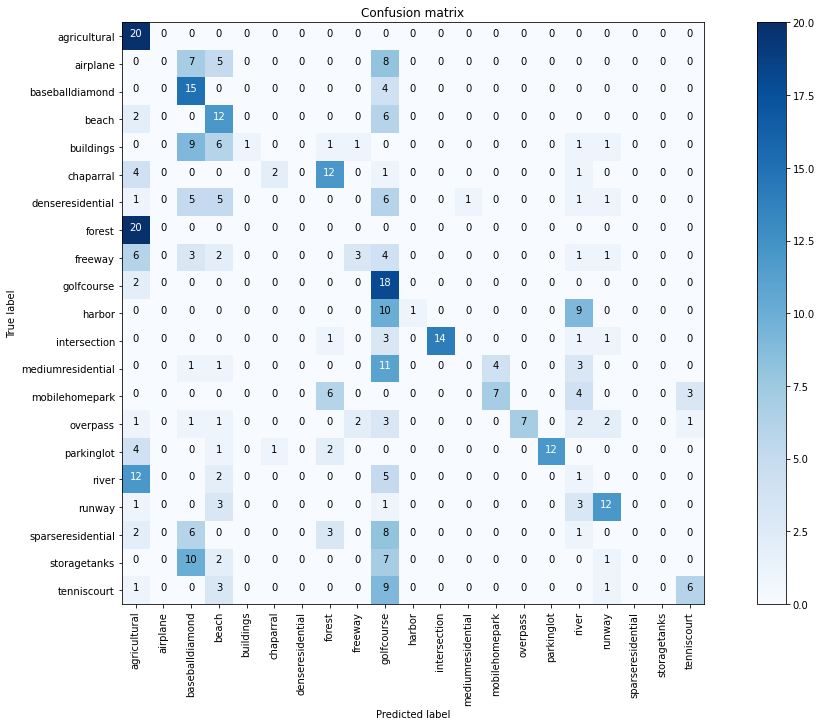 Confusion matrix
agricultural 20 0 0 0 0 0 0 0 0 0 0 0 0 0 0 0 0 0 0 0 0
airplane 0 0 7 5 0 0 0 0 0 8 0 0 0 0 0 0 0 0 0 0 0
baseballdiamond 0 0 15 0 0 0 0 0 0 4 0 0 0 0 0 0 0 0 0 0 0
beach 2 0 0 12 0 0 0 0 0 6 0 0 0 0 0 0 0 0 0 0 0
buildings 0 0 9 6 1 0 0 1 1 0 0 0 0 0 0 0 1 1 0 0 0
chaparral 4 0 0 0 0 2 0 12 0 1 0 0 0 0 0 0 1 0 0 0 0
denseresidential 1 0 5 5 0 0 0 0 0 6 0 0 1 0 0 0 1 1 0 0 0
forest 20 0 0 0 0 0 0 0 0 0 0 0 0 0 0 0 0 0 0 0 0
freeway 6 0 3 2 0 0 0 0 3 4 0 0 0 0 0 0 1 1 0 0 0
golfcourse 2 0 0 0 0 0 0 0 0 18 0 0 0 0 0 0 0 0 0 0 0
harbor 0 0 0 0 0 0 0 0 0 10 1 0 0 0 0 0 9 0 0 0 0
intersection 0 0 0 0 0 0 0 1 0 3 0 14 0 0 0 0 1 1 0 0 0
mediumresidential 0 0 1 1 0 0 0 0 0 11 0 0 0 4 0 0 3 0 0 0 0
mobilehomepark 0 0 0 0 0 0 0 6 0 0 0 0 0 7 0 0 4 0 0 0 3
overpass 1 0 1 1 0 0 0 0 2 3 0 0 0 0 7 0 2 2 0 0 1
parkinglot 4 0 0 1 0 1 0 2 0 0 0 0 0 0 0 12 0 0 0 0 0
river 12 0 0 2 0 0 0 0 0 5 0 0 0 0 0 0 1 0 0 0 0
runway 1 0 0 3 0 0 0 0 0 1 0 0 0 0 0 0 3 12 0 0 0
sparseresidential 2 0 6 0 0 0 0 3 0 8 0 0 0 0 0 0 1 0 0 0 0
storagetanks 0 0 10 2 0 0 0 0 0 7 0 0 0 0 0 0 0 1 0 0 0
tenniscourt 1 0 0 3 0 0 0 0 0 9 0 0 0 0 0 0 0 1 0 0 6
True label
agricultural
airplane
baseballdiamond
beach
buildings
chaparral
denseresidential
forest
freeway
golfcourse
harbor
intersection
mediumresidential
mobilehomepark
overpass
parkinglot
river
runway
sparseresidential
storagetanks
tenniscourt
Predicted label
20.0
17.5
15.0
12.5
10.0
7.5
5.0
2.5
0.0